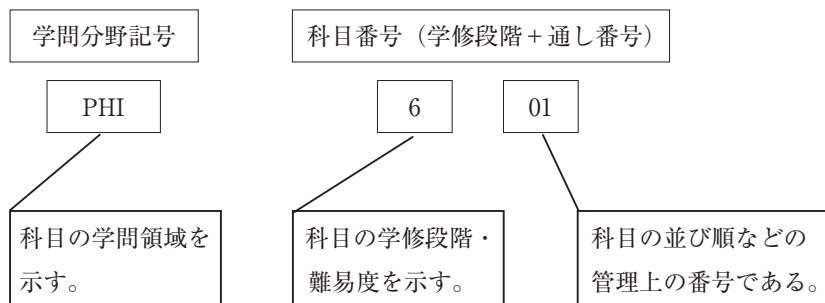 学問分野記号
科目番号（学修段階+通し番号）
PHI
6
01
科目の学問領域を
示す。
科目の学修段階・
難易度を示す。
科目の並び順などの
管理上の番号である。